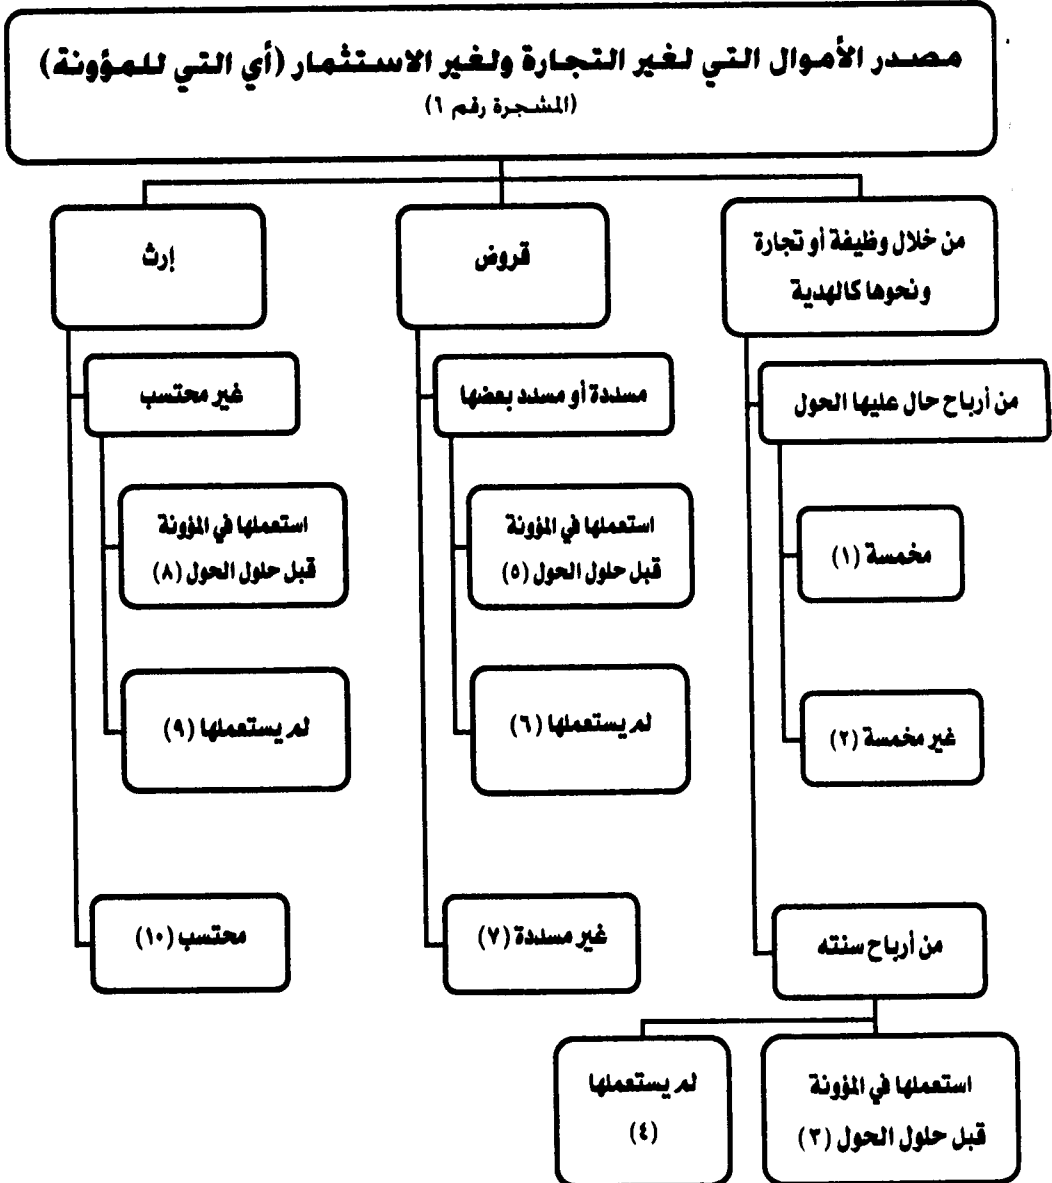 مصدر الأموال التي لغير التجارة ولغير الاستثمار (أي التي للمؤونة)
(المشجرة رقم ٦)
من خلال وظيفة أو تجارة
ونحوها كالهدية
من أرباح حال عليها الحول
مخمسة (١)
غير مخمسة (٢)
من أرباح سنته
استعملها في المؤونة
قبل حلول الحول (٣)
لم يستعملها
(٤)
قروض
مسددة أو مسدد بعضها
استعملها في المؤونة
قبل حلول الحول (٥)
لم يستعملها (٦)
غير مسددة (٧)
إرث
غير محتسب
استعملها في المؤونة
قبل حلول الحول (٨)
لم يستعملها (٩)
محتسب (١٠)